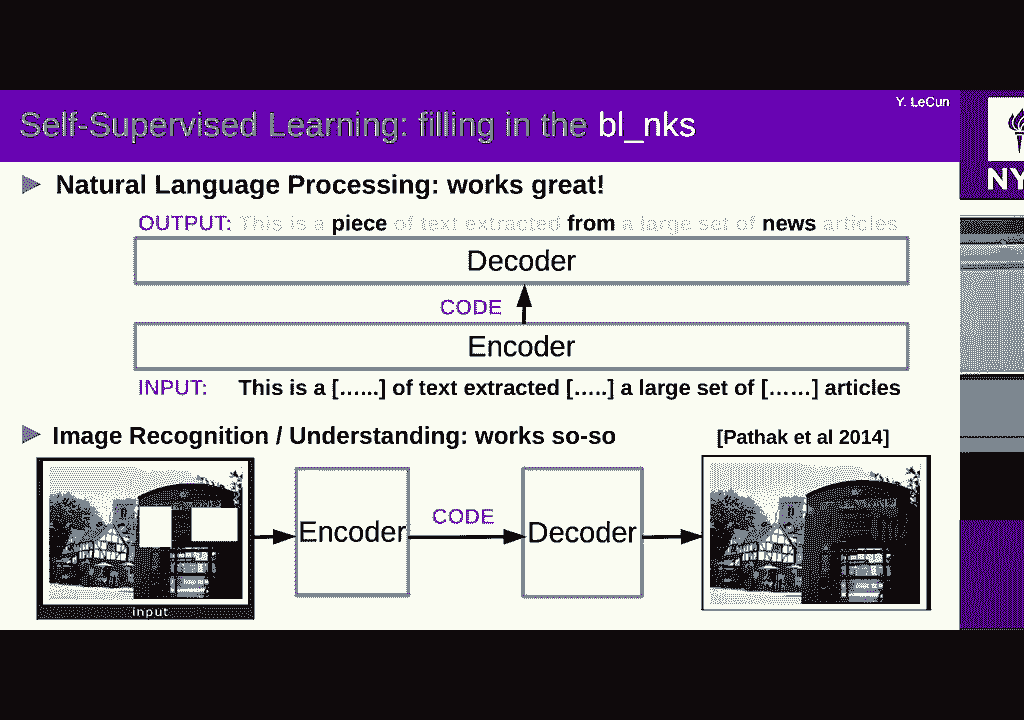 Y. LeCun
Self-Supervised Learning: filling in the bl_nks
NY
Natural Language Processing: works great!
OUTPUT: This is a piece of text extracted from a large set of news articles
Decoder
CODE
Encoder
INPUT: This is a [......] of text extracted [.....] a large set of [......] articles
Image Recognition / Understanding: works so-so [Pathak et al 2014]
Encoder CODE Decoder
input